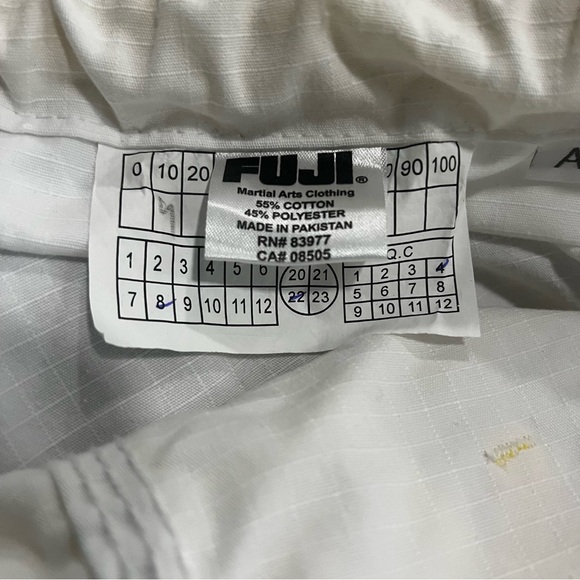 0 10 20
90 100
A
FUJI®
Martial Arts Clothing
55% COTTON
45% POLYESTER
MADE IN PAKISTAN
RN# 83977
CA# 08505
Q.C
1 2 3 4 5 6
7 8 9 10 11 12
20 21
22 23
1 2 3 4
5 6 7 8
9 10 11 12